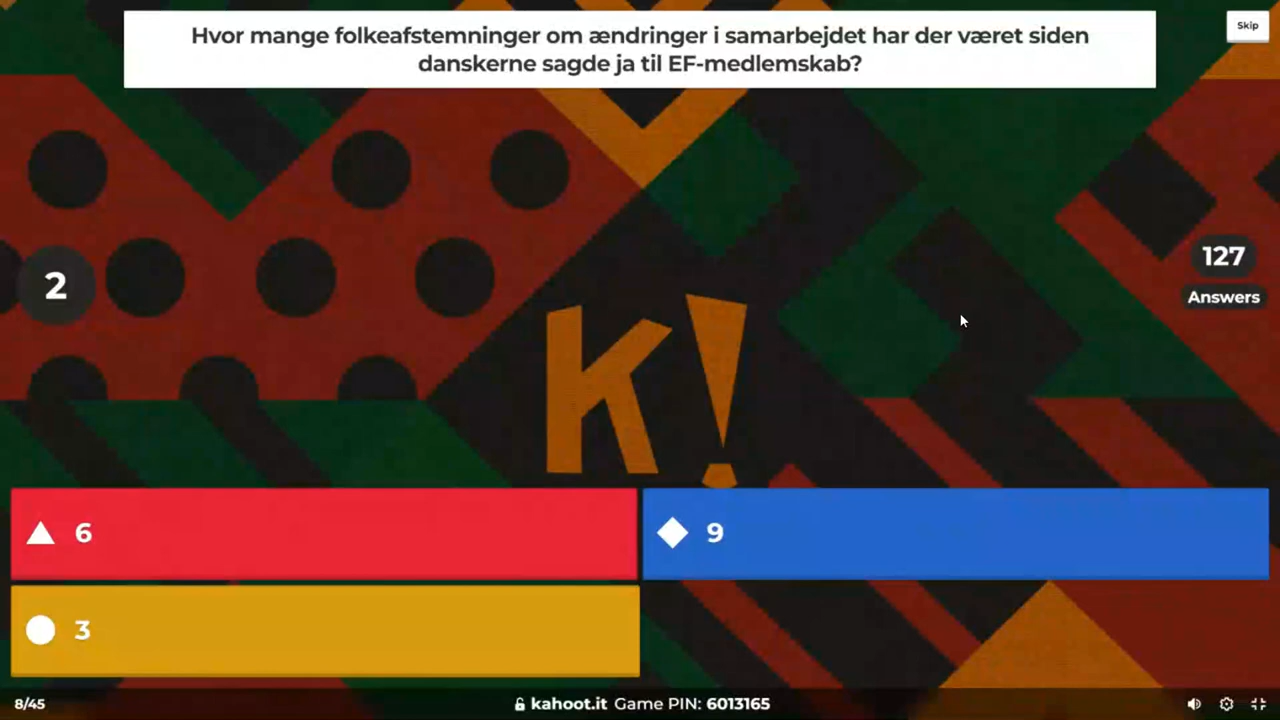 Hvor mange folkeafstemninger om ændringer i samarbejdet har der været siden
danskerne sagde ja til EF-medlemskab?
Skip
2
127
Answers
K!
6
9
3
8/45
kahoot.it Game PIN: 6013165